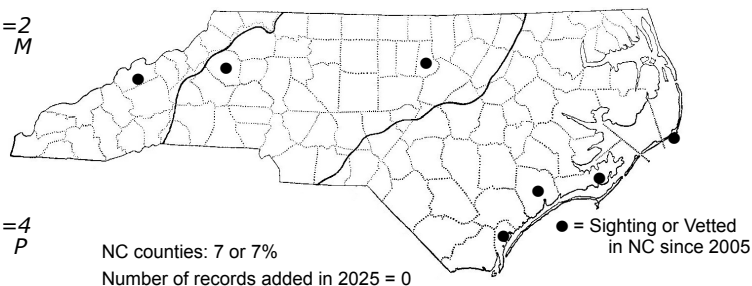 =2
M
=4
P
NC counties: 7 or 7%
Number of records added in 2025 = 0
● = Sighting or Vetted
in NC since 2005